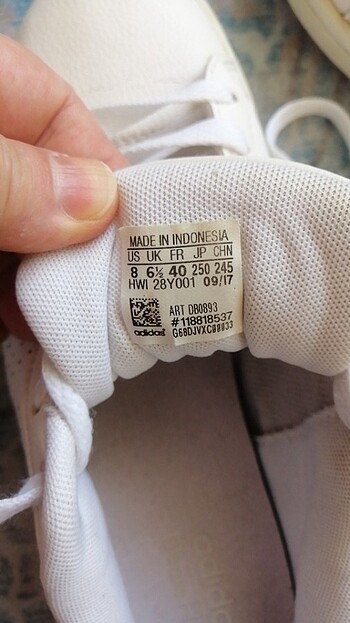 MADE IN INDONESIA
US UK FR JP CHN
8 6½ 40 250 245
HWI 28Y001 09/17
ART DB0893
#118818537
adidas G68DJVXC00033
adidas